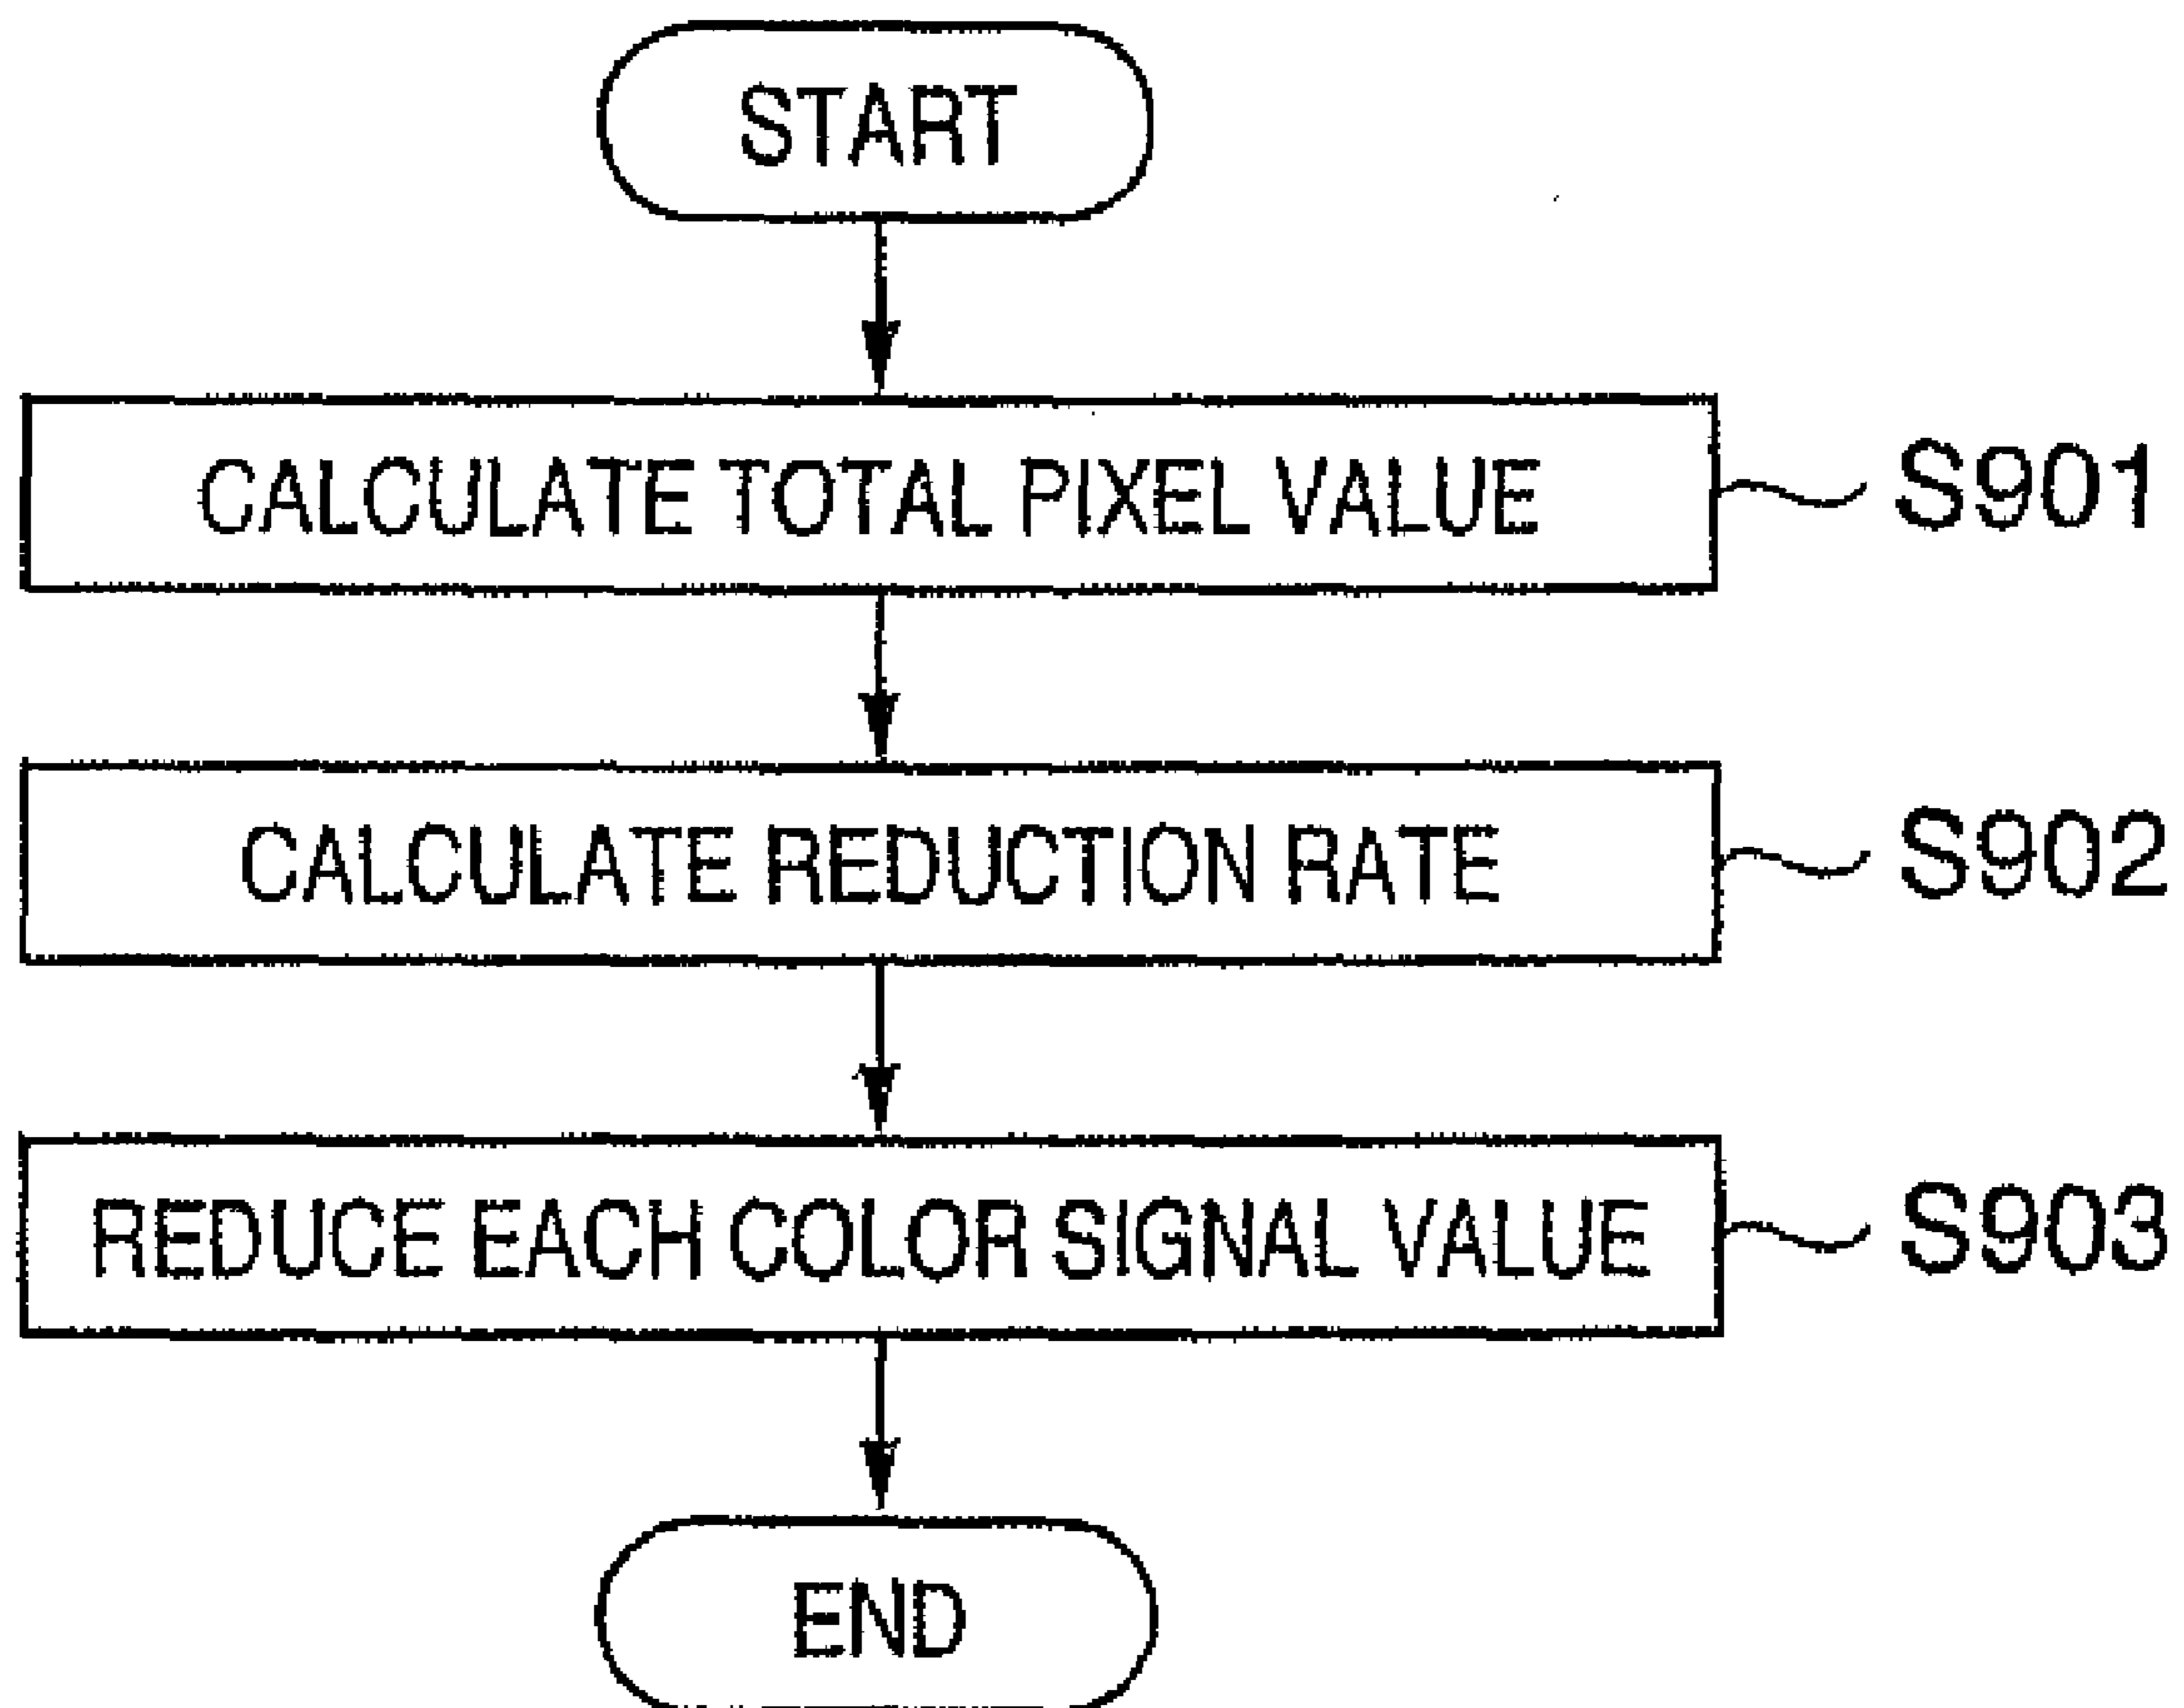 START
CALCULATE TOTAL PIXEL VALUE S901
CALCULATE REDUCTION RATE S902
REDUCE EACH COLOR SIGNAL VALUE S903
END